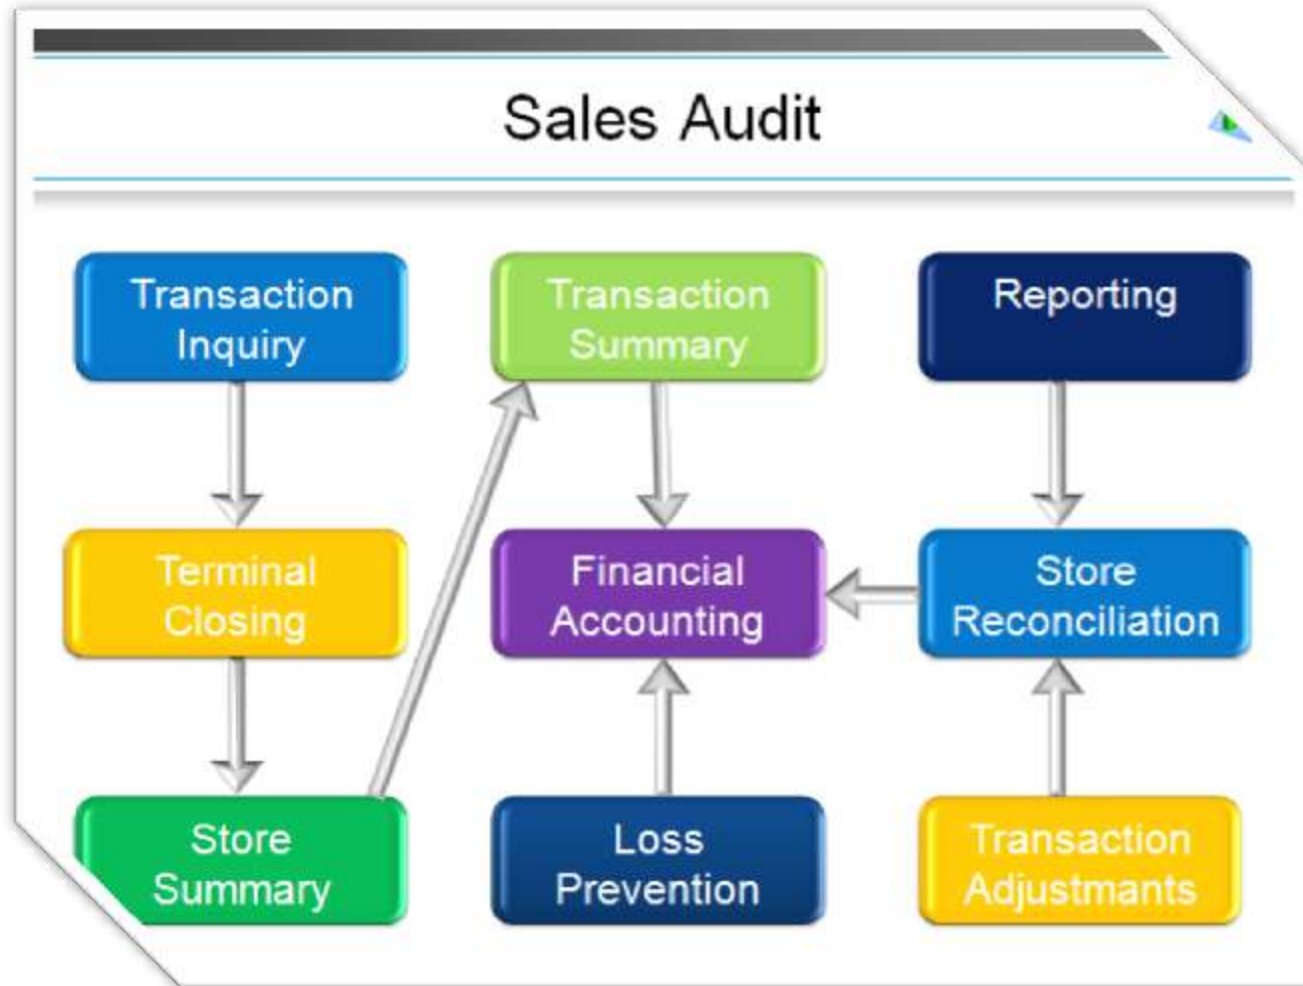 Sales Audit
Transaction
Inquiry
Transaction
Summary
Reporting
Terminal
Closing
Financial
Accounting
Store
Reconciliation
Store
Summary
Loss
Prevention
Transaction
Adjustmants